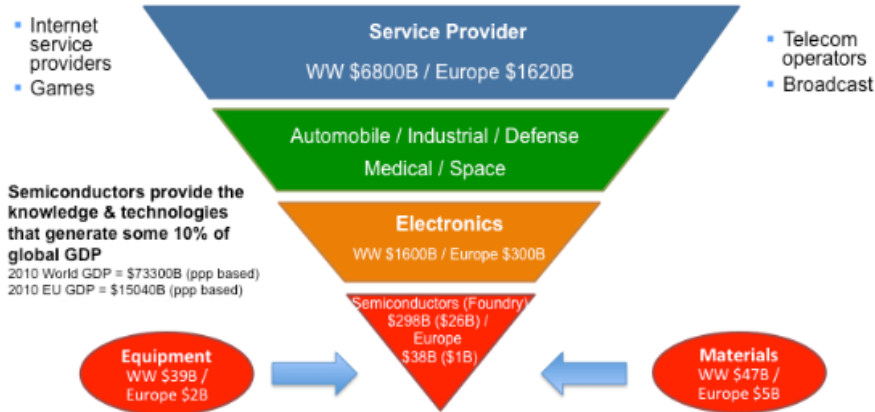 Internet
service
providers
Games
Service Provider
WW $6800B / Europe $1620B
Telecom
operators
Broadcast
Automobile / Industrial / Defense
Medical / Space
Semiconductors provide the
knowledge & technologies
that generate some 10% of
global GDP
2010 World GDP = $73300B (ppp based)
2010 EU GDP = $15040B (ppp based)
Electronics
WW $1600B / Europe $300B
Semiconductors (Foundry)
$298B ($26B) /
Europe
$38B ($1B)
Equipment
WW $39B /
Europe $2B
Materials
WW $47B /
Europe $5B